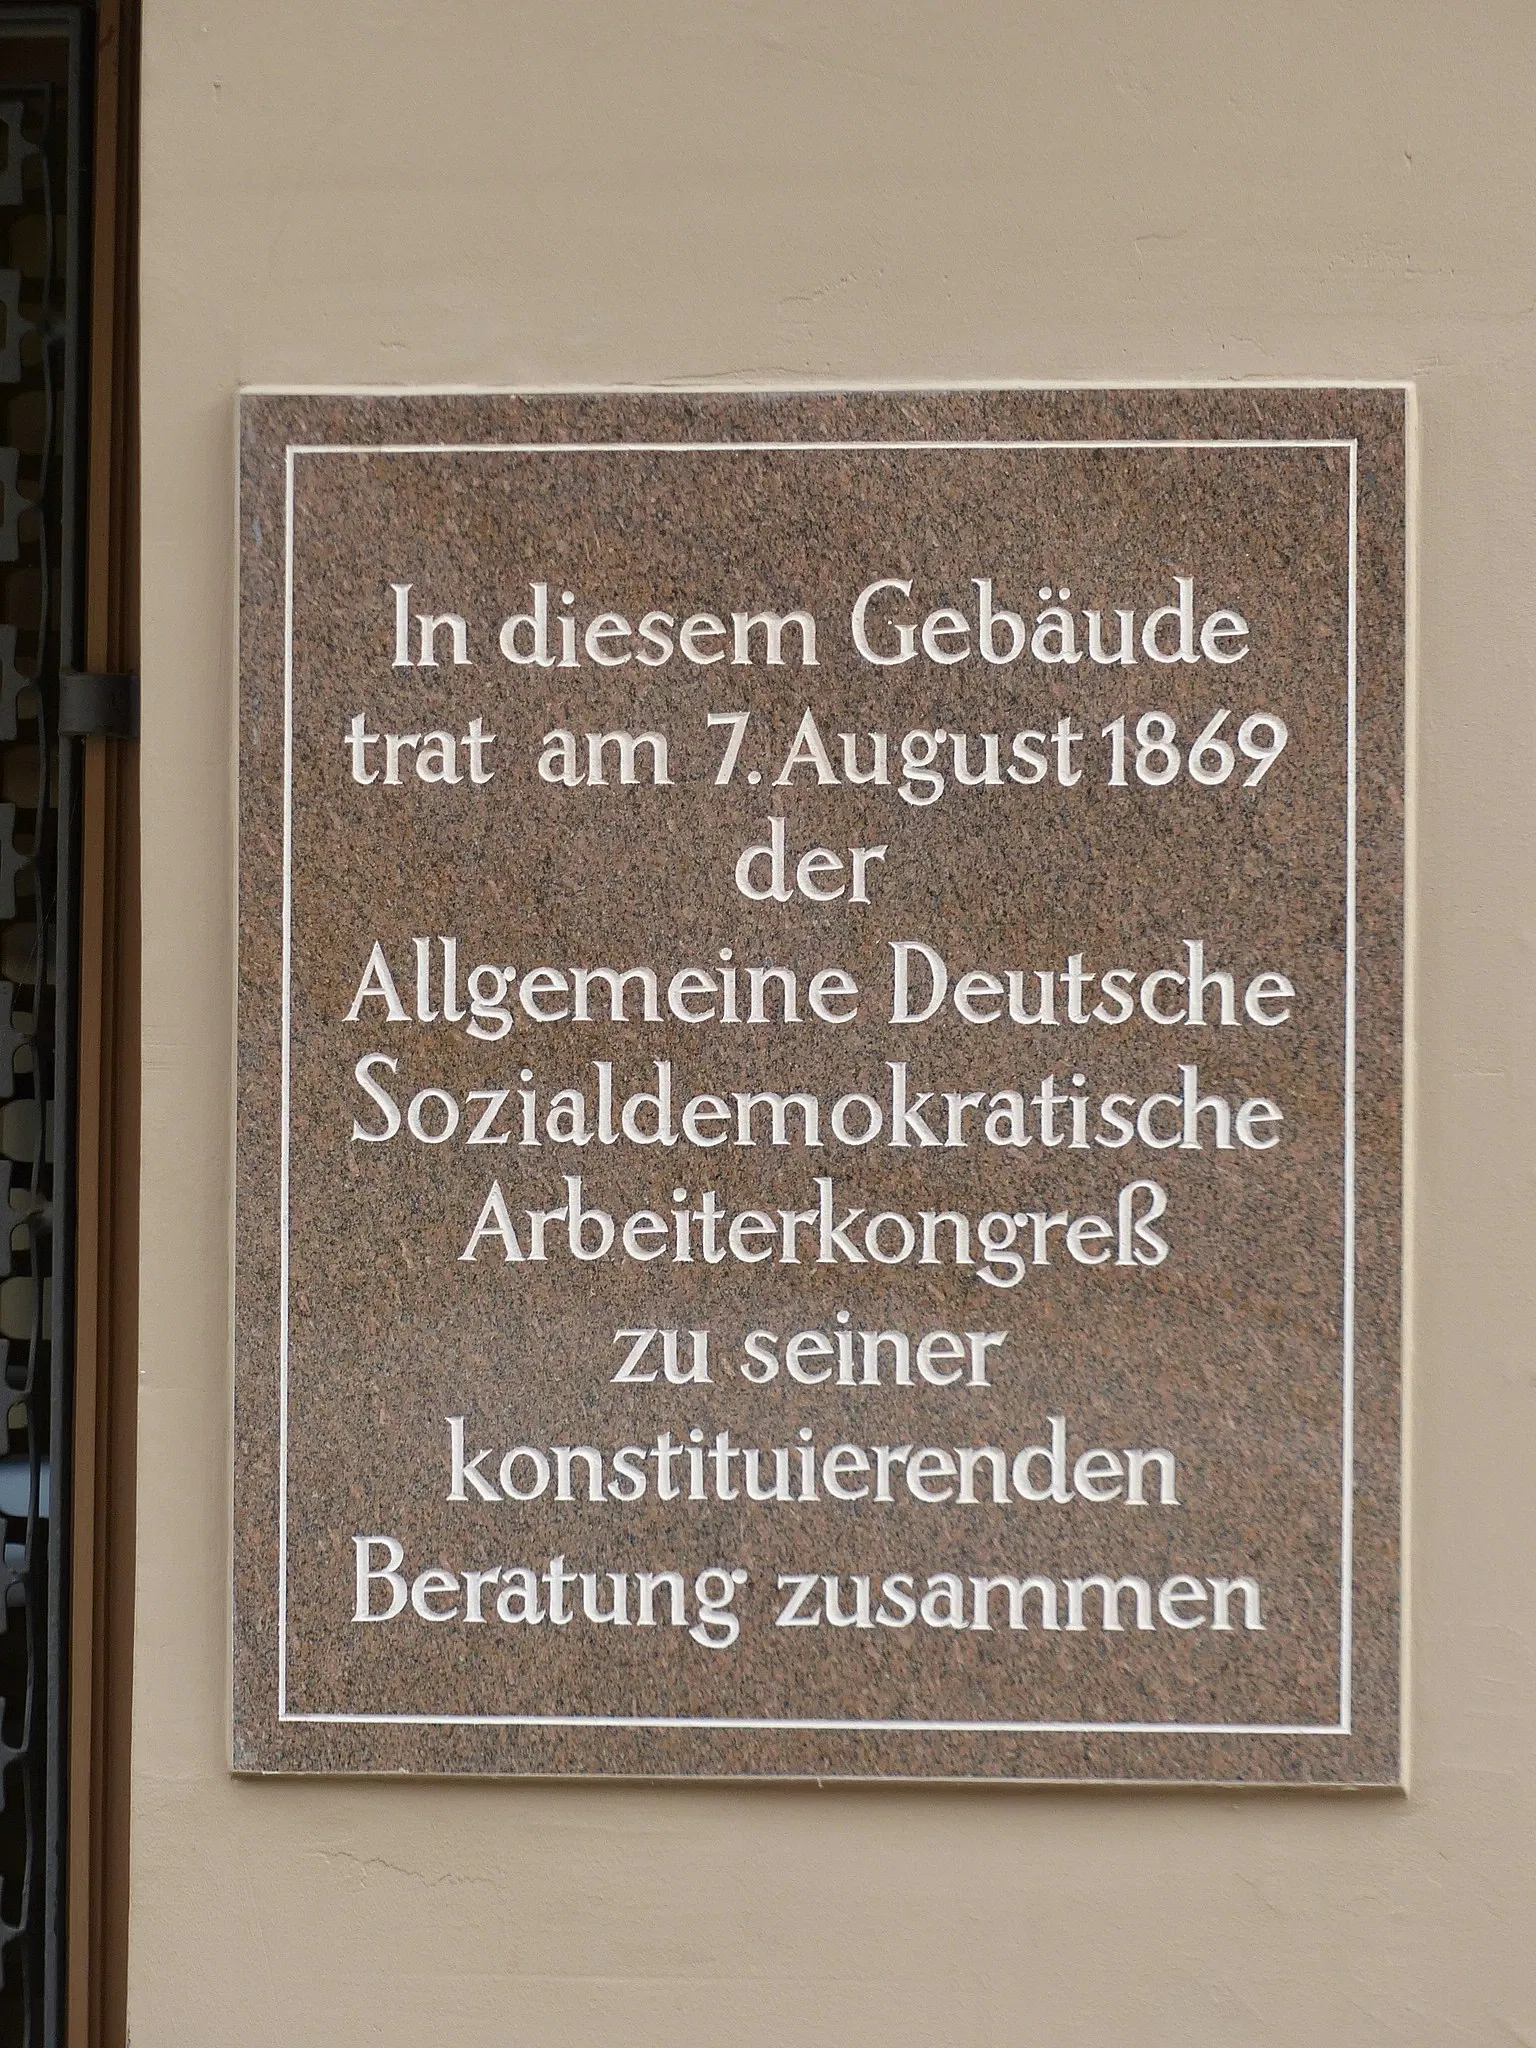 In diesem Gebäude
trat am 7. August 1869
der
Allgemeine Deutsche
Sozialdemokratische
Arbeiterkongreß
zu seiner
konstituierenden
Beratung zusammen